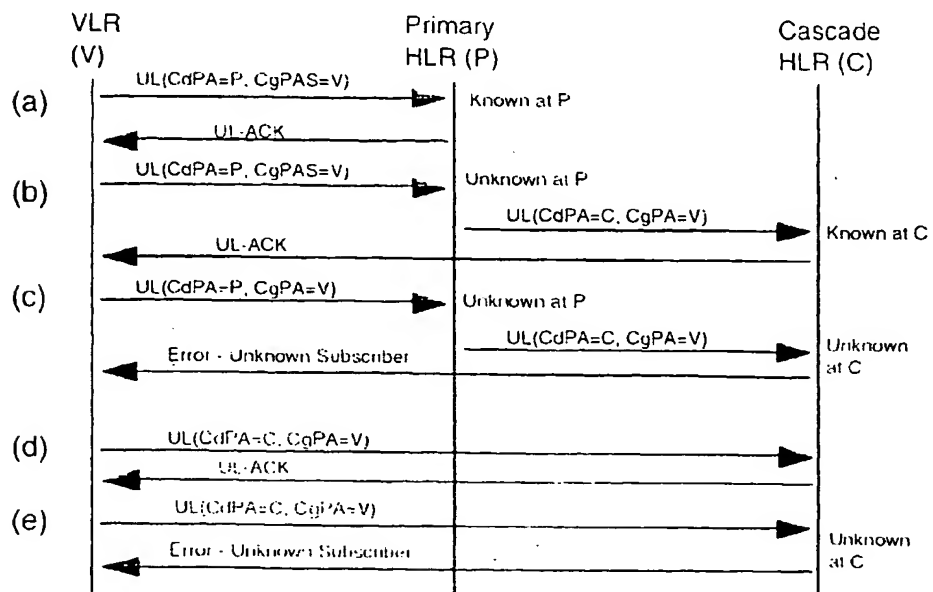 VLR
(V)
Primary
HLR (P)
Cascade
HLR (C)
(a)
UL(CdPA=P, CgPAS=V)
Known at P
UL-ACK
(b)
UL(CdPA=P, CgPAS=V)
Unknown at P
UL(CdPA=C, CgPA=V)
Known at C
UL-ACK
(c)
UL(CdPA=P, CgPA=V)
Unknown at P
UL(CdPA=C, CgPA=V)
Unknown
at C
Error - Unknown Subscriber
(d)
UL(CdPA=C, CgPA=V)
UL-ACK
(e)
UL(CdPA=C, CgPA=V)
Unknown
at C
Error - Unknown Subscriber